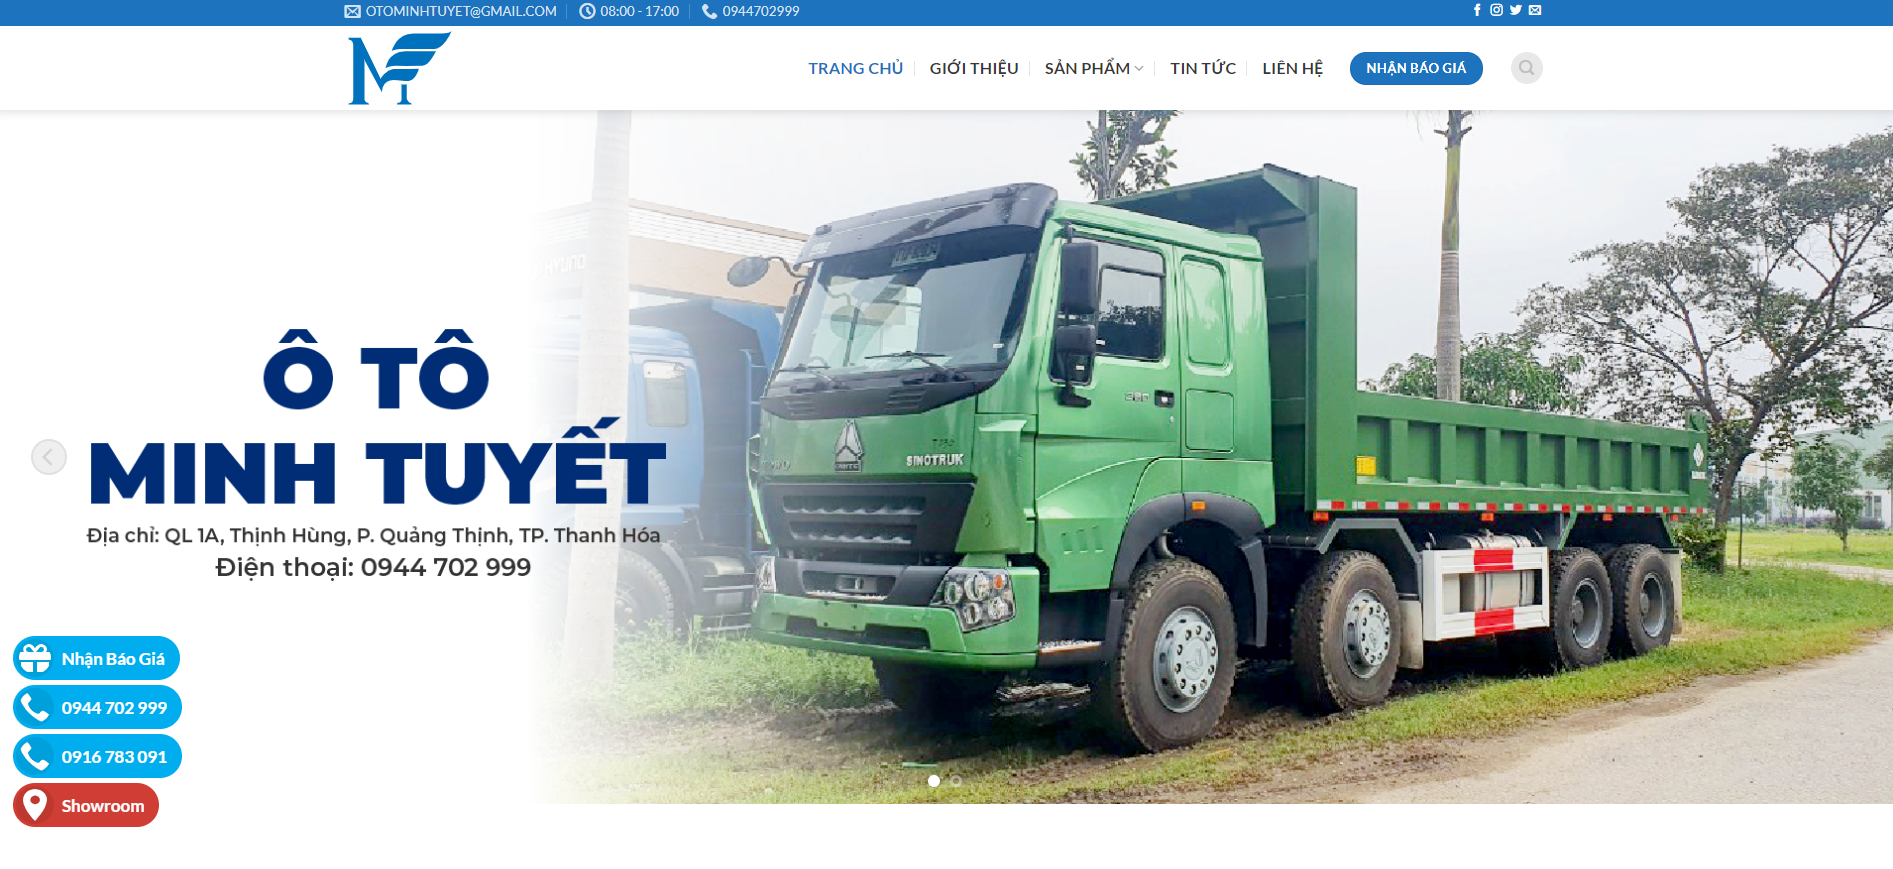 OTOMINHTUYET@GMAIL.COM
08:00 - 17:00
0944702999
TRANG CHỦ
GIỚI THIỆU
SẢN PHẨM
TIN TỨC
LIÊN HỆ
NHẬN BÁO GIÁ
Ô TÔ
MINH TUYẾT
Địa chỉ: QL 1A, Thịnh Hùng, P. Quảng Thịnh, TP. Thanh Hóa
Điện thoại: 0944 702 999
SINOTRUK
Nhận Báo Giá
0944 702 999
0916 783 091
Showroom